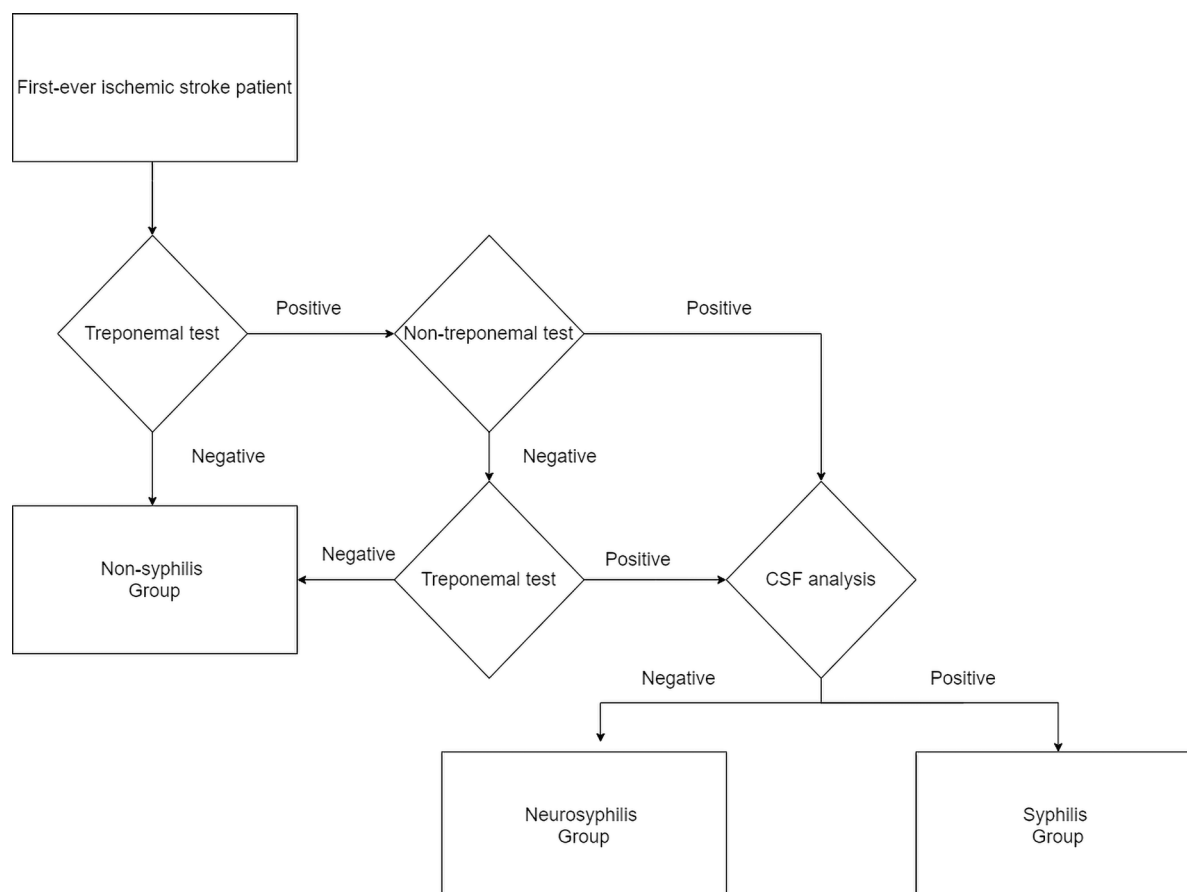 First-ever ischemic stroke patient
Treponemal test
Positive
Non-treponemal test
Positive
Negative
Negative
Non-syphilis
Group
Negative
Treponemal test
Positive
CSF analysis
Negative
Positive
Neurosyphilis
Group
Syphilis
Group